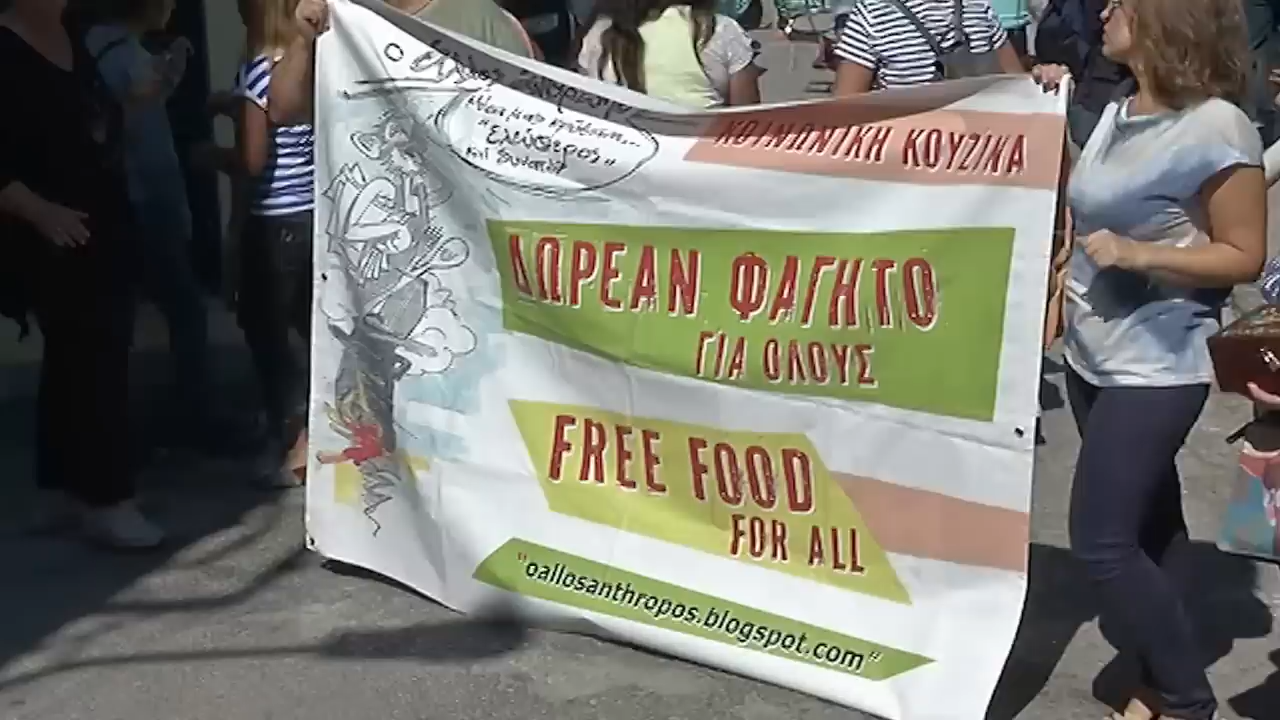 Ο
ΚΟΙΝΩΝΙΚΗ ΚΟΥΖΙΝΑ
ΔΩΡΕΑΝ ΦΑΓΗΤΟ
ΓΙΑ ΟΛΟΥΣ
FREE FOOD
FOR ALL
"oallosanthropos.blogspot.com"